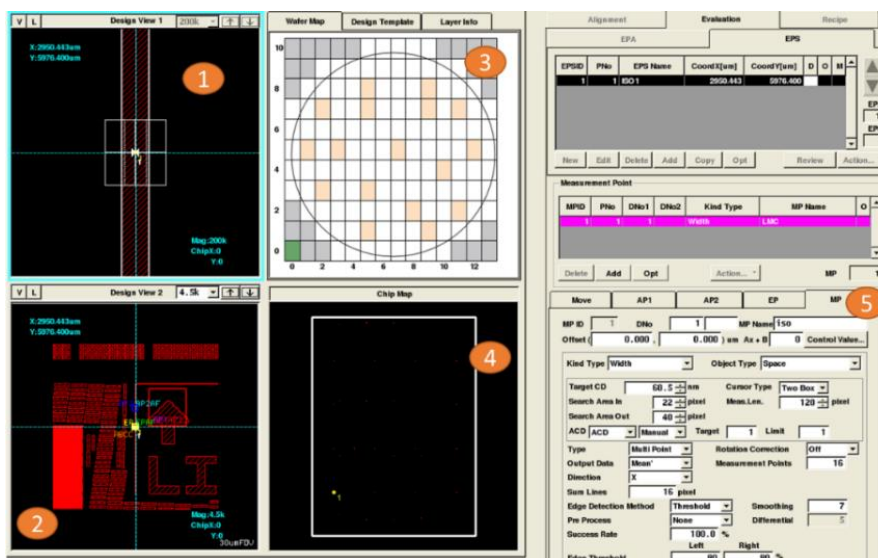 V L Design View 1 200k
X:2950.443um
Y:5976.400um
1
Mag:200k
ChipX:0
Y:0
V L Design View 2 4.5k
X:2950.443um
Y:5976.400um
2
Mag:4.5k
ChipX:0
Y:0
30umFOV
Wafer Map Design Template Layer Info
3
10
8
6
4
2
0
0 2 4 6 8 10 12
Chip Map
4
1
Alignment Evaluation Recipe
EPA EPS
EPSID PNo EPS Name CoordX[um] CoordY[um] D O M
1 1 ISO1 2950.443 5976.400
New Edit Delete Add Copy Opt Review Action...
Measurement Point
MPID PNo DNo1 DNo2 Kind Type MP Name O
1 1 1 Width LMC
Delete Add Opt Action... MP 1
Move AP1 AP2 EP MP
5
MP ID 1 DNo 1 MP Name iso
Offset ( 0.000 , 0.000 ) um Ax + B 0 Control Value...
Kind Type Width Object Type Space
Target CD 60.5 nm Cursor Type Two Box
Search Area In 22 pixel Meas.Len. 120 pixel
Search Area Out 40 pixel
ACD ACD Manual Target 1 Limit 1
Type Multi Point Rotation Correction Off
Output Data Mean' Measurement Points 16
Direction X
Sum Lines 16 pixel
Edge Detection Method Threshold Smoothing 7
Pre Process None Differential 5
Success Rate 100.0 %
Left Right